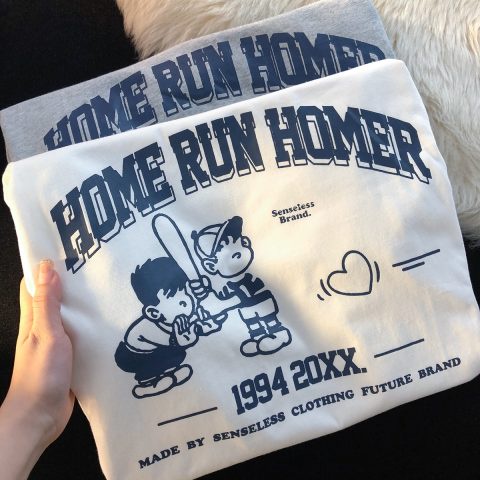 HOME RUN HOMER
HOME RUN HOMER
Senseless
Brand.
1994 20XX.
MADE BY SENSELESS CLOTHING FUTURE BRAND